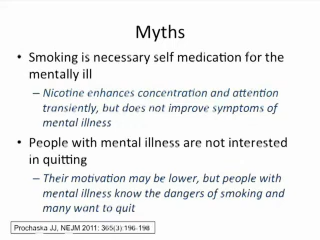 Myths
• Smoking is necessary self medication for the
mentally ill
– Nicotine enhances concentration and attention
transiently, but does not improve symptoms of
mental illness
• People with mental illness are not interested
in quitting
– Their motivation may be lower, but people with
mental illness know the dangers of smoking and
many want to quit
Prochaska JJ, NEJM 2011; 365(3) 196-198